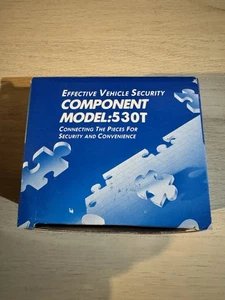 EFFECTIVE VEHICLE SECURITY
COMPONENT
MODEL:530T
CONNECTING THE PIECES FOR
SECURITY AND CONVENIENCE